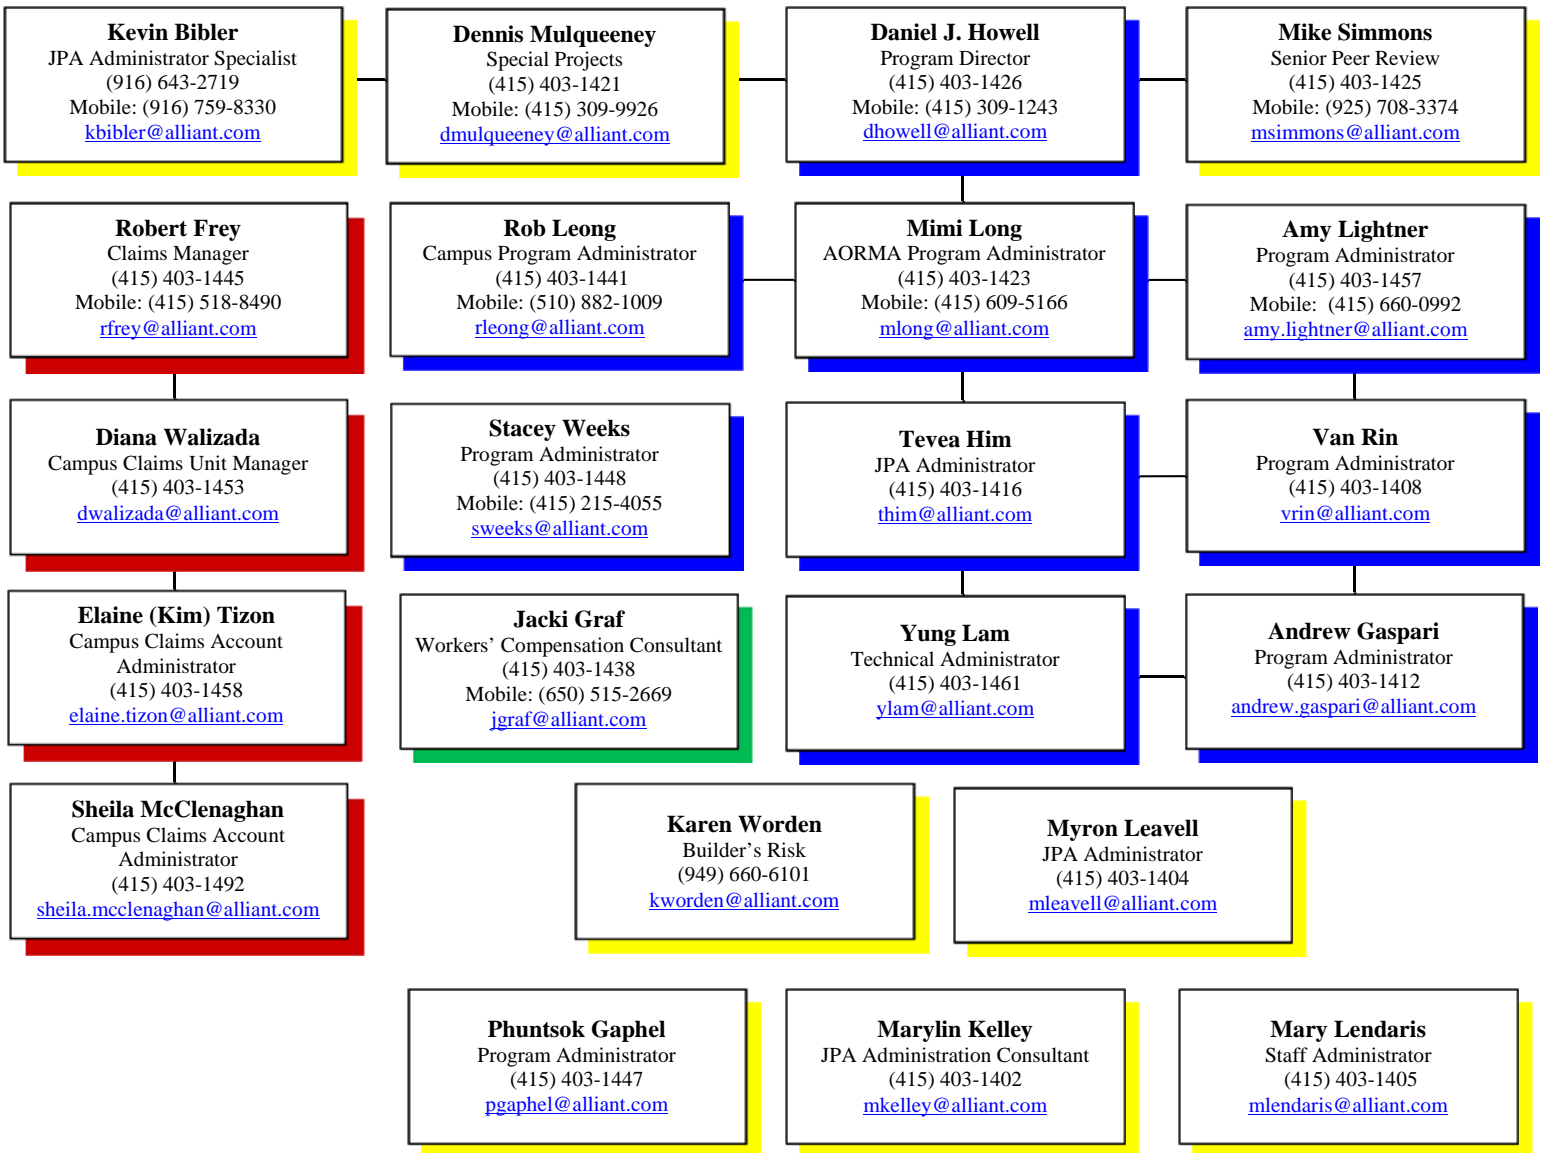 Kevin Bibler
JPA Administrator Specialist
(916) 643-2719
Mobile: (916) 759-8330
kbibler@alliant.com
Dennis Mulqueeney
Special Projects
(415) 403-1421
Mobile: (415) 309-9926
dmulqueeney@alliant.com
Daniel J. Howell
Program Director
(415) 403-1426
Mobile: (415) 309-1243
dhowell@alliant.com
Mike Simmons
Senior Peer Review
(415) 403-1425
Mobile: (925) 708-3374
msimmons@alliant.com
Robert Frey
Claims Manager
(415) 403-1445
Mobile: (415) 518-8490
rfrey@alliant.com
Rob Leong
Campus Program Administrator
(415) 403-1441
Mobile: (510) 882-1009
rleong@alliant.com
Mimi Long
AORMA Program Administrator
(415) 403-1423
Mobile: (415) 609-5166
mlong@alliant.com
Amy Lightner
Program Administrator
(415) 403-1457
Mobile:  (415) 660-0992
amy.lightner@alliant.com
Diana Walizada
Campus Claims Unit Manager
(415) 403-1453
dwalizada@alliant.com
Stacey Weeks
Program Administrator
(415) 403-1448
Mobile: (415) 215-4055
sweeks@alliant.com
Tevea Him
JPA Administrator
(415) 403-1416
thim@alliant.com
Van Rin
Program Administrator
(415) 403-1408
vrin@alliant.com
Elaine (Kim) Tizon
Campus Claims Account
Administrator
(415) 403-1458
elaine.tizon@alliant.com
Jacki Graf
Workers’ Compensation Consultant
(415) 403-1438
Mobile: (650) 515-2669
jgraf@alliant.com
Yung Lam
Technical Administrator
(415) 403-1461
ylam@alliant.com
Andrew Gaspari
Program Administrator
(415) 403-1412
andrew.gaspari@alliant.com
Sheila McClenaghan
Campus Claims Account
Administrator
(415) 403-1492
sheila.mcclenaghan@alliant.com
Karen Worden
Builder’s Risk
(949) 660-6101
kworden@alliant.com
Myron Leavell
JPA Administrator
(415) 403-1404
mleavell@alliant.com
Phuntsok Gaphel
Program Administrator
(415) 403-1447
pgaphel@alliant.com
Marylin Kelley
JPA Administration Consultant
(415) 403-1402
mkelley@alliant.com
Mary Lendaris
Staff Administrator
(415) 403-1405
mlendaris@alliant.com